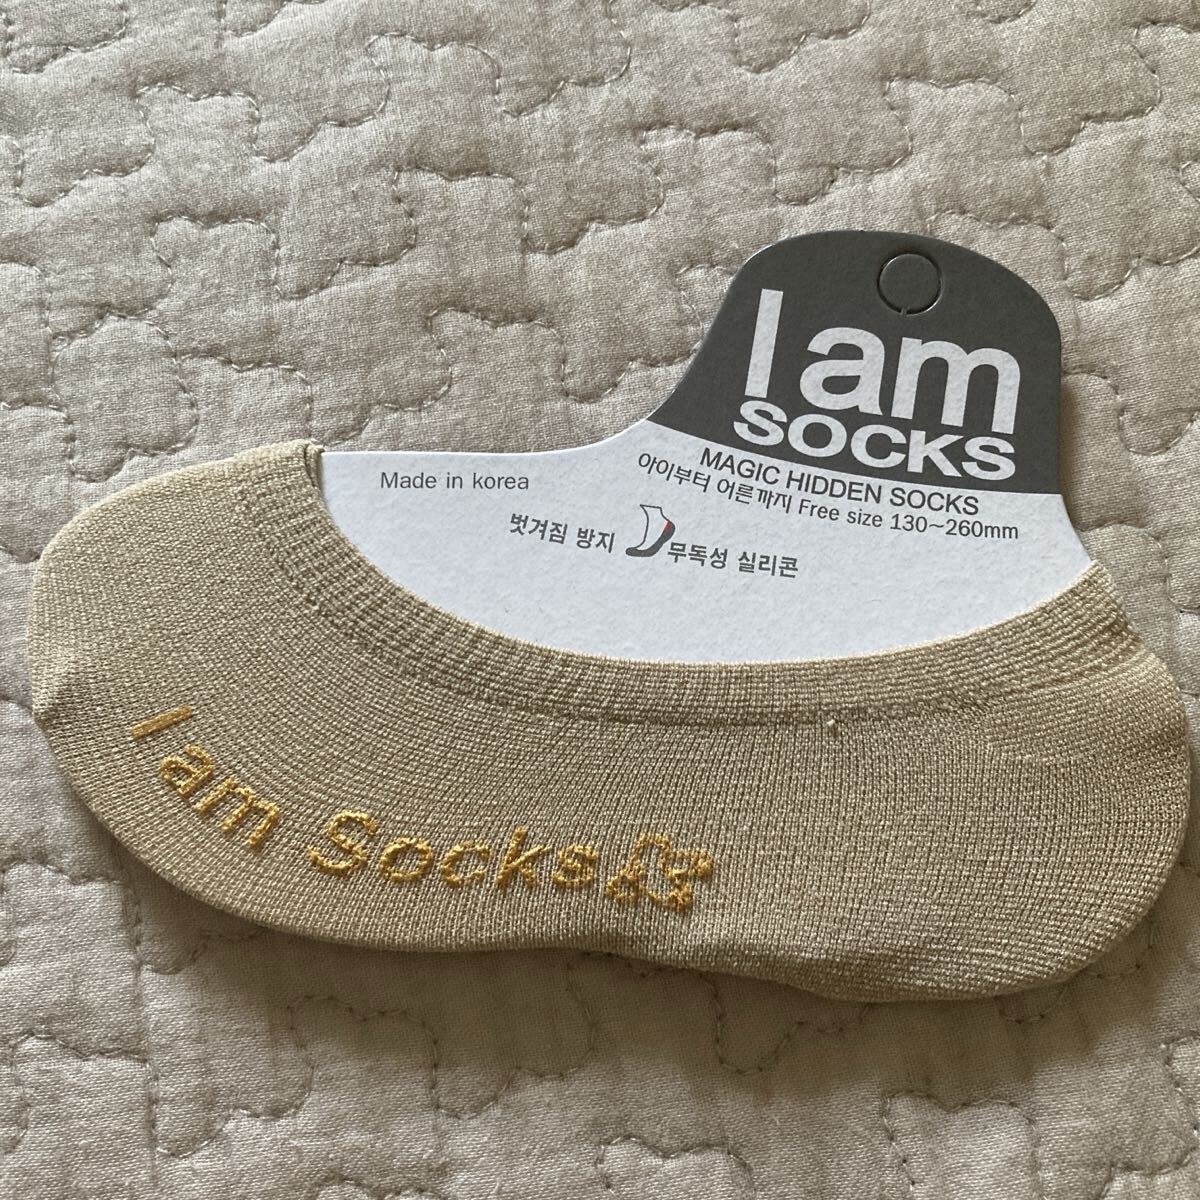 I am
SOCKS
MAGIC HIDDEN SOCKS
아이부터 어른까지 Free size 130~260mm
Made in korea
벗겨짐 방지 무독성 실리콘
I am Socks